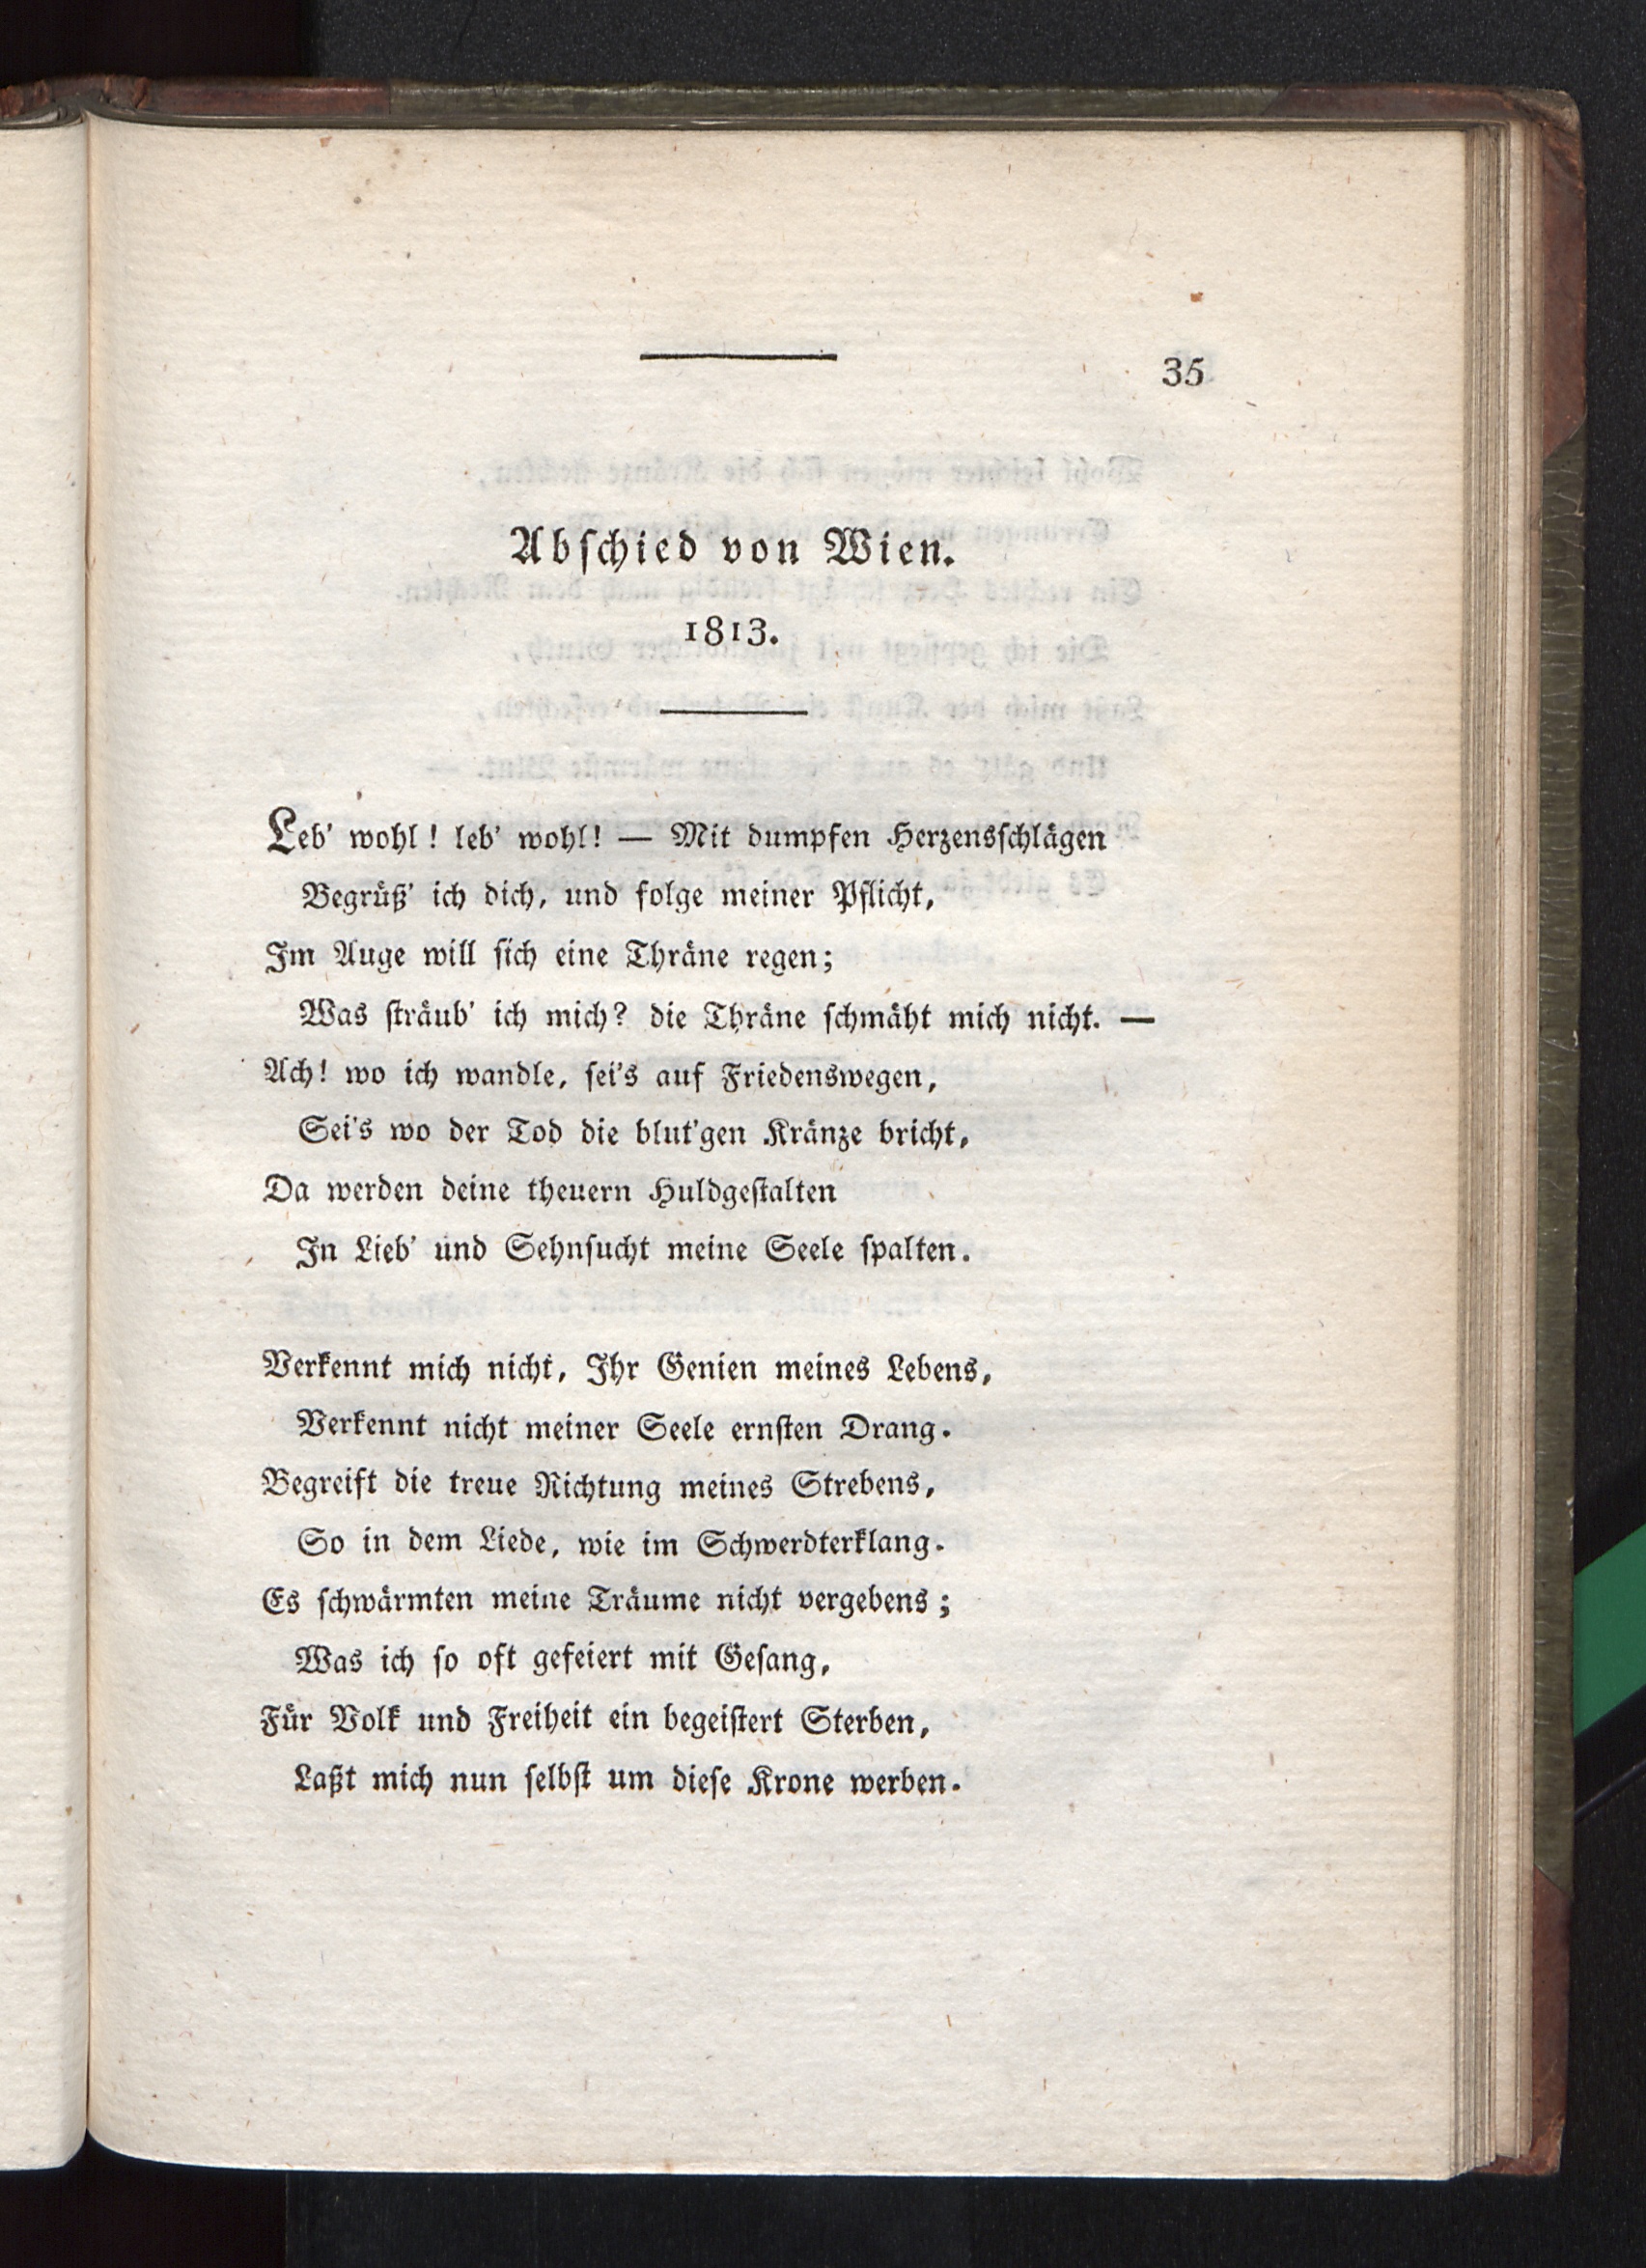 35
Abſchied von Wien.
1813.
Leb' wohl! leb' wohl! — Mit dumpfen Herzensſchlägen
Begrüß' ich dich, und folge meiner Pflicht,
Im Auge will ſich eine Thräne regen;
Was ſträub' ich mich? die Thräne ſchmäht mich nicht. —
Ach! wo ich wandle, ſei's auf Friedenswegen,
Sei's wo der Tod die blut'gen Kränze bricht,
Da werden deine theuern Huldgeſtalten
In Lieb' und Sehnſucht meine Seele ſpalten.
Verkennt mich nicht, Ihr Genien meines Lebens,
Verkennt nicht meiner Seele ernſten Drang.
Begreift die treue Richtung meines Strebens,
So in dem Liede, wie im Schwerdterklang.
Es ſchwärmten meine Träume nicht vergebens;
Was ich ſo oft gefeiert mit Geſang,
Für Volk und Freiheit ein begeiſtert Sterben,
Laßt mich nun ſelbſt um dieſe Krone werben.